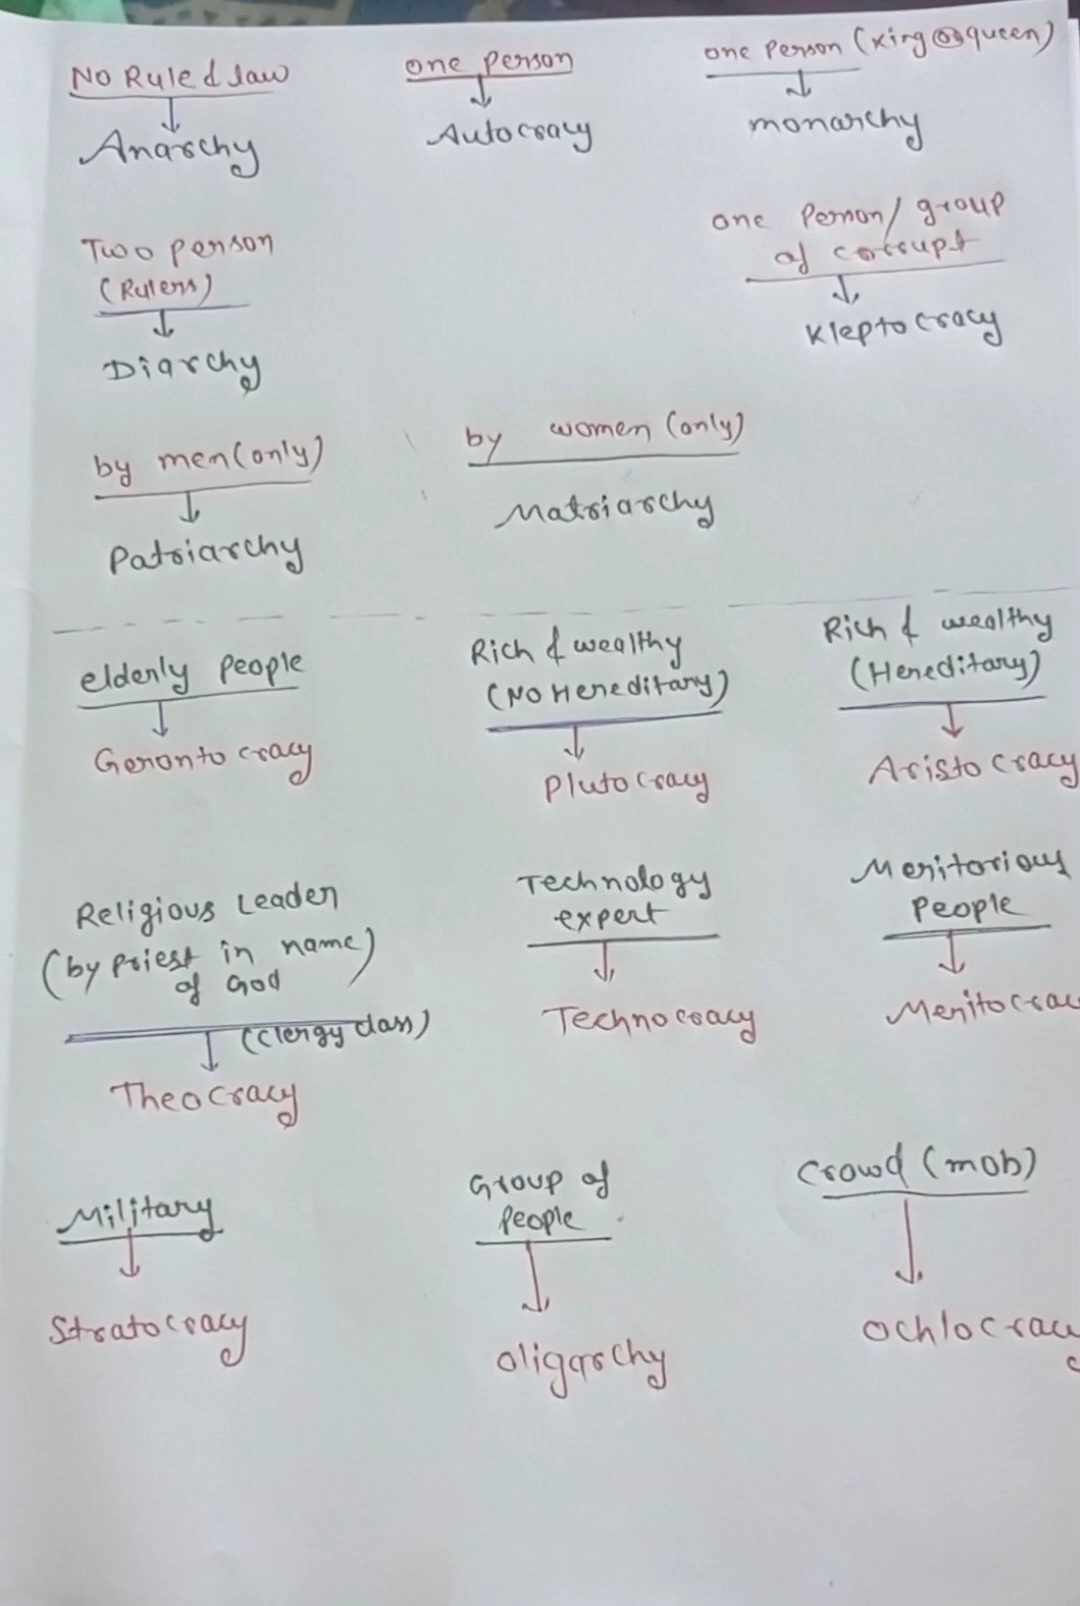 No Rule & law
Anarchy
one person
Autocracy
one Person (King or queen)
monarchy
Two person
(Rulers)
Diarchy
one Person/group
of corrupt
Kleptocracy
by men (only)
Patriarchy
by women (only)
Matriarchy
elderly People
Gerontocracy
Rich & wealthy
(No Hereditary)
Plutocracy
Rich & wealthy
(Hereditary)
Aristocracy
Religious Leader
(by Priest in name)
of God
(Clergy class)
Theocracy
Technology
expert
Technocracy
Meritorious
People
Meritocrac
Military
Stratocracy
Group of
People
oligarchy
Crowd (mob)
Ochlocracy